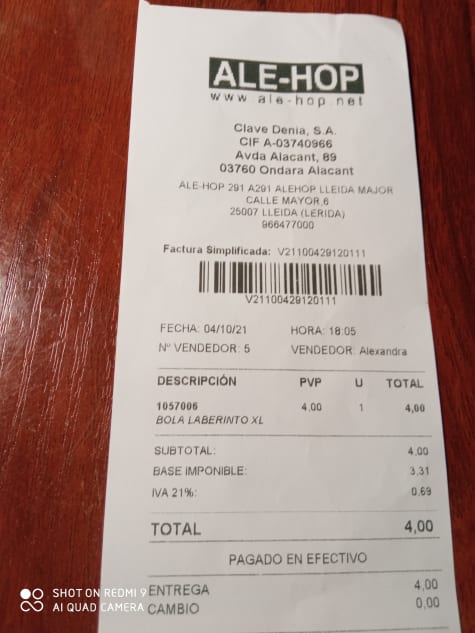 ALE-HOP
www.ale-hop.net
Clave Denia, S.A.
CIF A-03740966
Avda Alacant, 89
03760 Ondara Alacant
ALE-HOP 291 A291 ALEHOP LLEIDA MAJOR
CALLE MAYOR,6
25007 LLEIDA (LERIDA)
966477000
Factura Simplificada: V21100429120111
V21100429120111
FECHA: 04/10/21 HORA: 18:05
Nº VENDEDOR: 5 VENDEDOR: Alexandra
DESCRIPCIÓN PVP U TOTAL
1057006 4,00 1 4,00
BOLA LABERINTO XL
SUBTOTAL: 4,00
BASE IMPONIBLE: 3,31
IVA 21%: 0,69
TOTAL 4,00
PAGADO EN EFECTIVO
ENTREGA 4,00
CAMBIO 0,00
SHOT ON REDMI 9
AI QUAD CAMERA